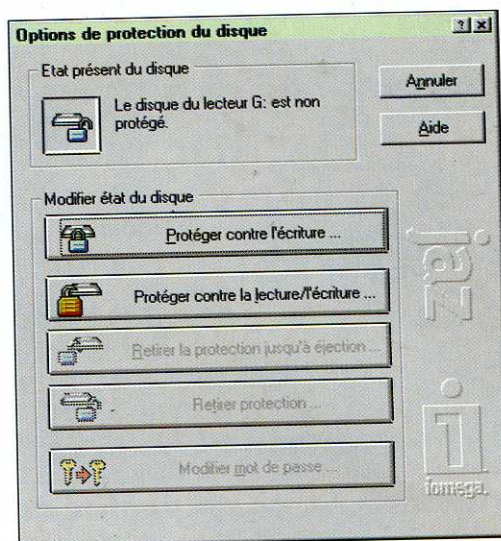 Options de protection du disque
Etat présent du disque
Le disque du lecteur G: est non
protégé.
Annuler
Aide
Modifier état du disque
Protéger contre l'écriture ...
Protéger contre la lecture/l'écriture ...
Retirer la protection jusqu'à éjection ...
Retirer protection ...
Modifier mot de passe ...
jaz
iomega.